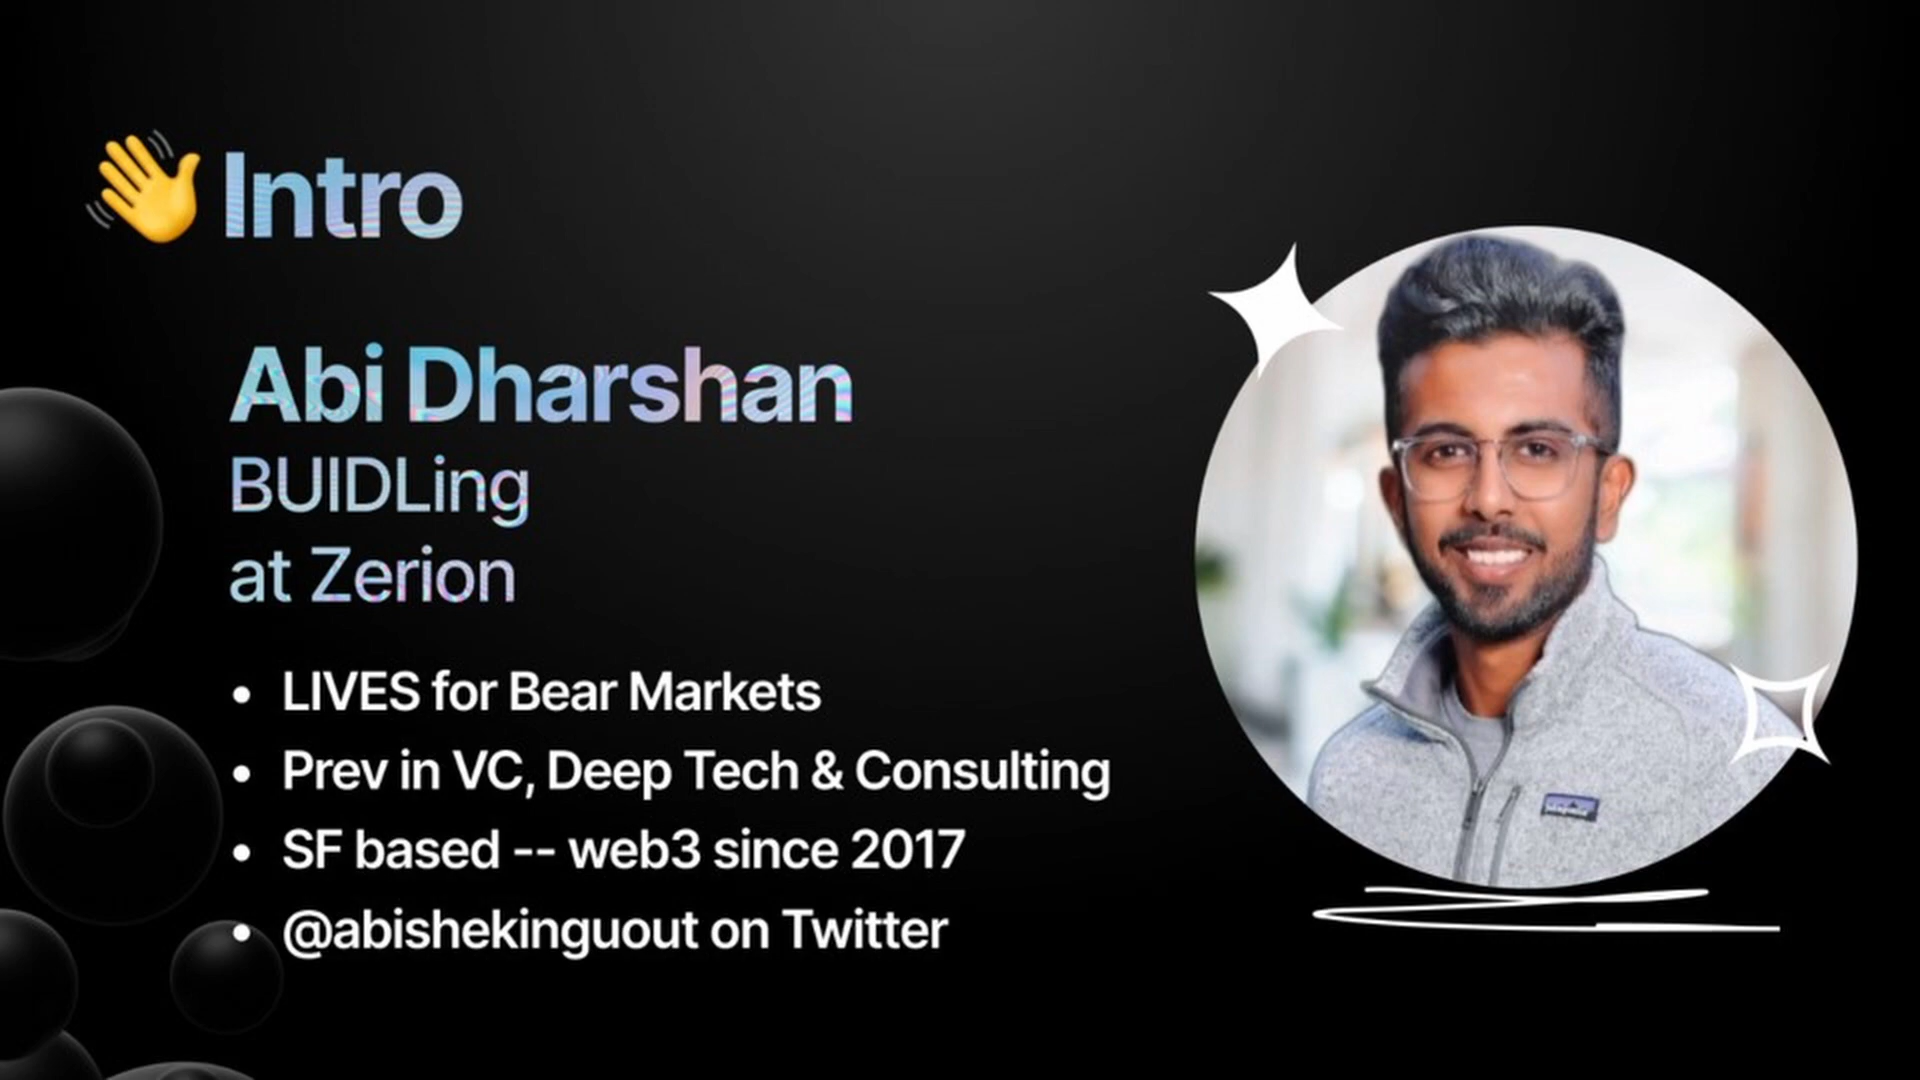 👋 Intro
Abi Dharshan
BUIDLing
at Zerion
• LIVES for Bear Markets
• Prev in VC, Deep Tech & Consulting
• SF based -- web3 since 2017
• @abishekinguout on Twitter